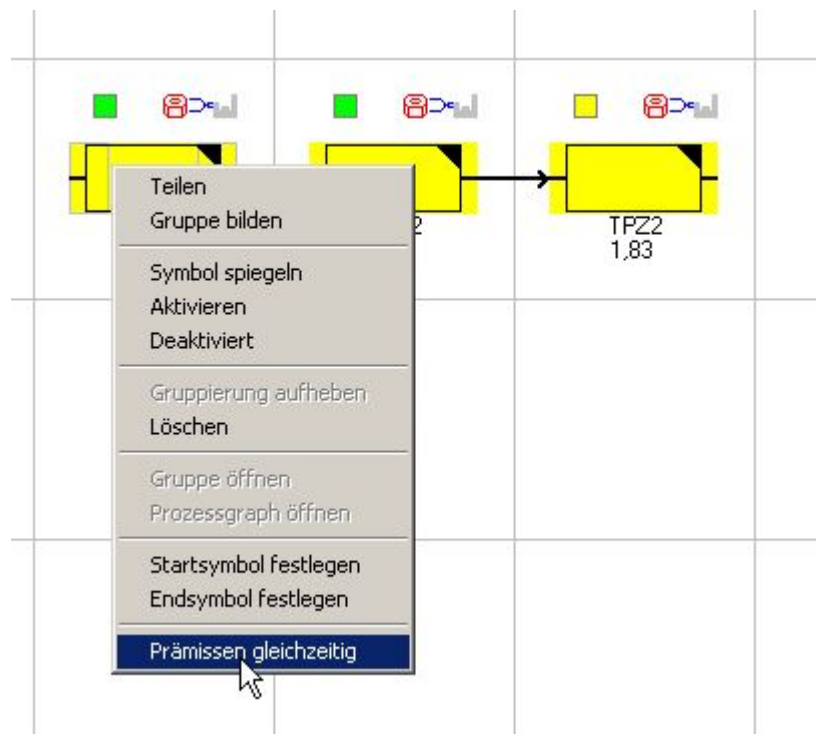 Teilen
Gruppe bilden
Symbol spiegeln
Aktivieren
Deaktiviert
Gruppierung aufheben
Löschen
Gruppe öffnen
Prozessgraph öffnen
Startsymbol festlegen
Endsymbol festlegen
Prämissen gleichzeitig
2
TPZ2
1,83